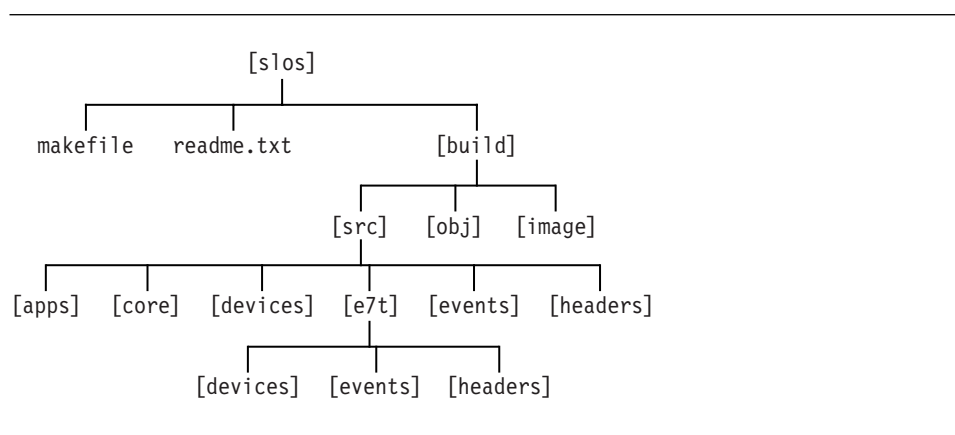 [slos]
makefile readme.txt [build]
[src] [obj] [image]
[apps] [core] [devices] [e7t] [events] [headers]
[devices] [events] [headers]